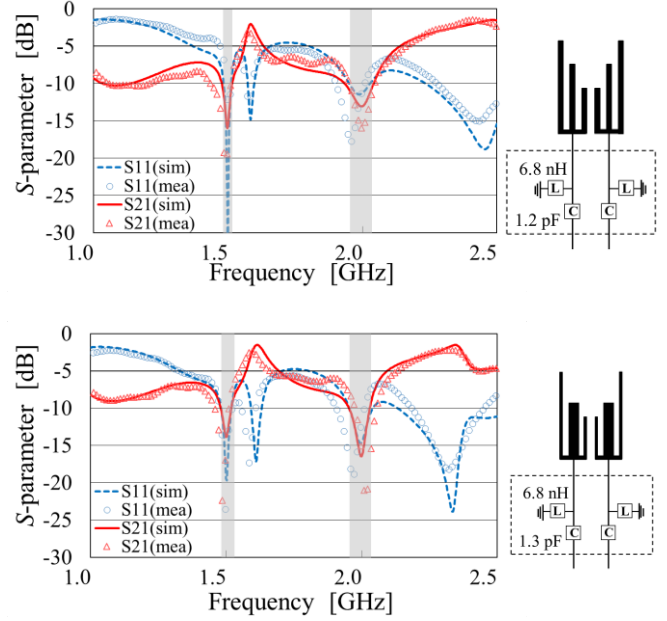 S-parameter [dB]
0
-5
-10
-15
-20
-25
-30
S11(sim)
S11(mea)
S21(sim)
S21(mea)
1.0
1.5
2.0
2.5
Frequency [GHz]
6.8 nH
L
L
C
C
1.2 pF
S-parameter [dB]
0
-5
-10
-15
-20
-25
-30
S11(sim)
S11(mea)
S21(sim)
S21(mea)
1.0
1.5
2.0
2.5
Frequency [GHz]
6.8 nH
L
L
C
C
1.3 pF